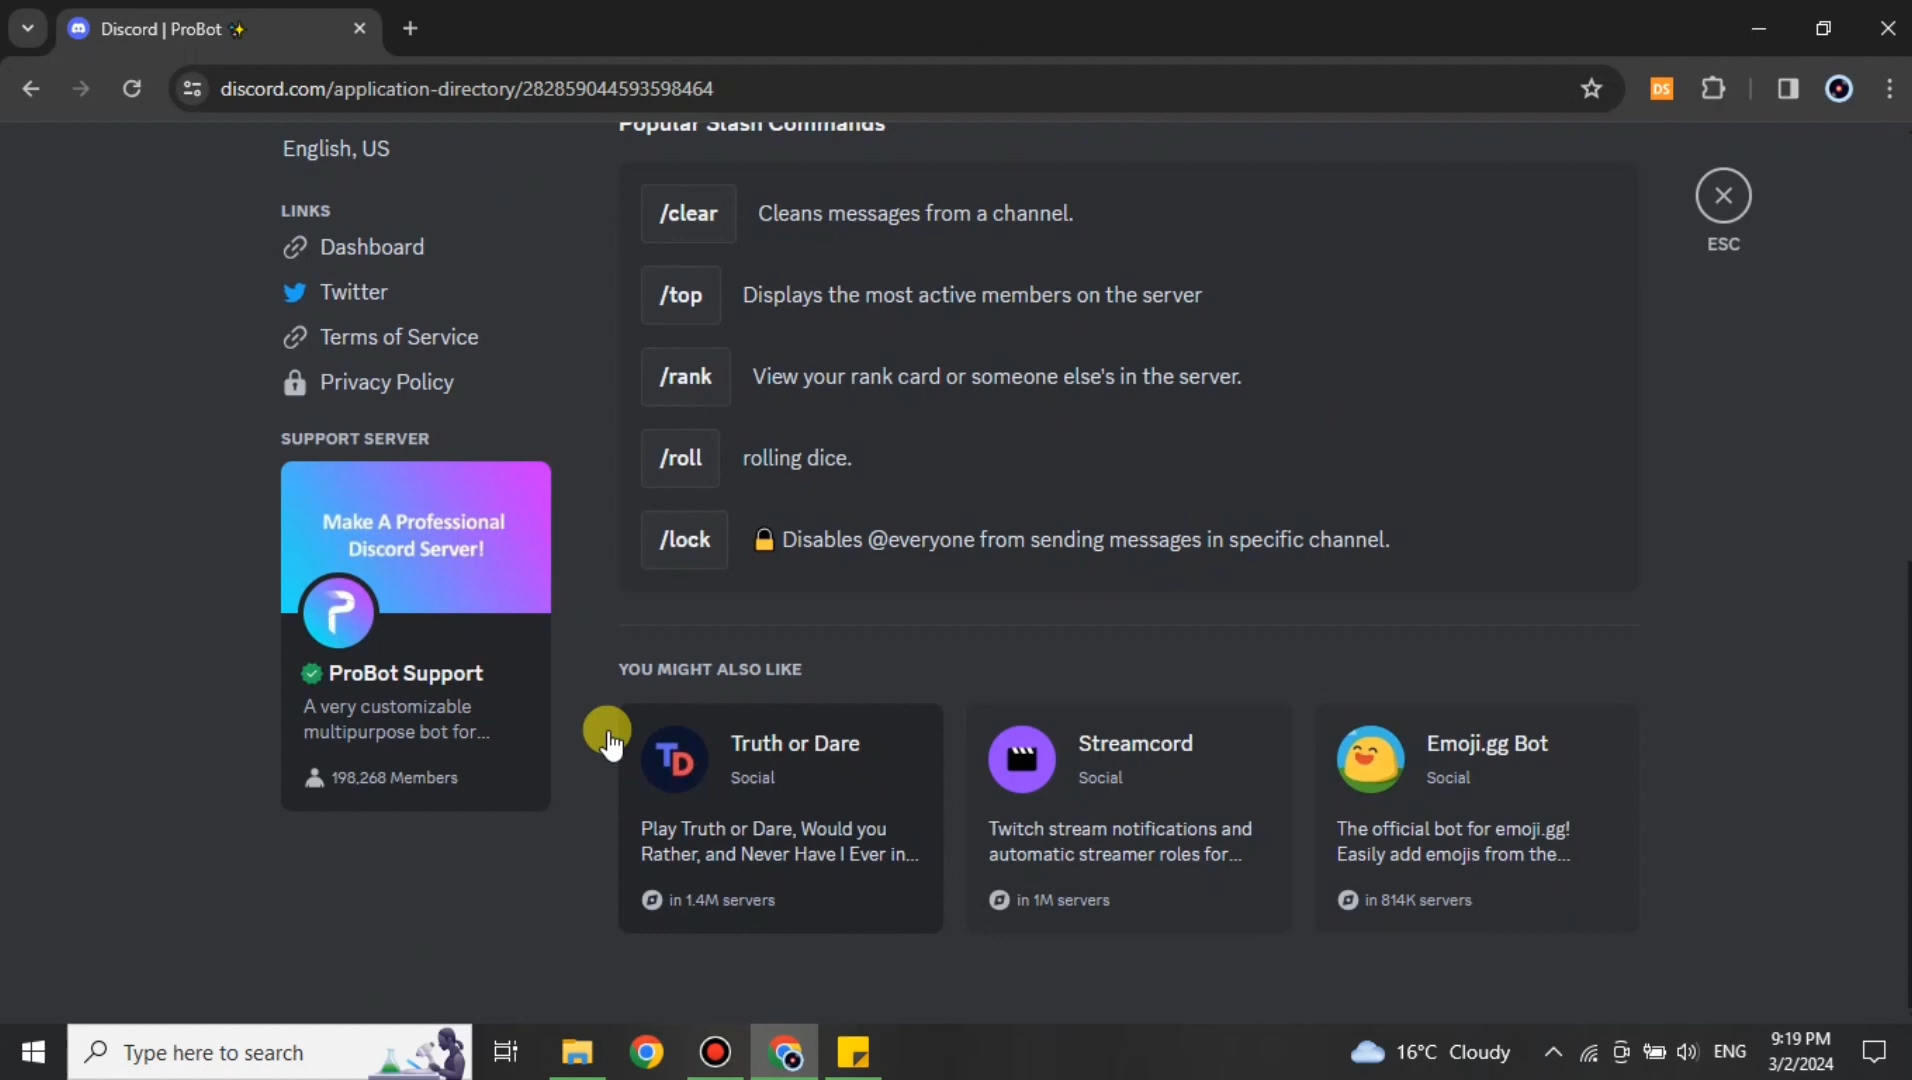 Discord | ProBot ✨
discord.com/application-directory/282859044593598464
DS
English, US
LINKS
Dashboard
Twitter
Terms of Service
Privacy Policy
SUPPORT SERVER
Make A Professional
Discord Server!
ProBot Support
A very customizable
multipurpose bot for...
198,268 Members
Popular Slash Commands
/clear Cleans messages from a channel.
/top Displays the most active members on the server
/rank View your rank card or someone else's in the server.
/roll rolling dice.
/lock 🔒 Disables @everyone from sending messages in specific channel.
ESC
YOU MIGHT ALSO LIKE
TD
Truth or Dare
Social
Play Truth or Dare, Would you
Rather, and Never Have I Ever in...
in 1.4M servers
Streamcord
Social
Twitch stream notifications and
automatic streamer roles for...
in 1M servers
Emoji.gg Bot
Social
The official bot for emoji.gg!
Easily add emojis from the...
in 814K servers
Type here to search
16°C Cloudy
ENG
9:19 PM
3/2/2024